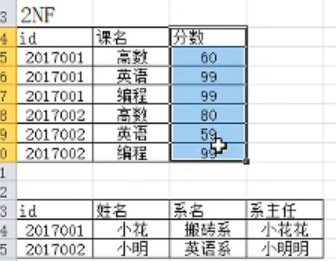 3 2NF
4 id 课名 分数
5 2017001 高数 60
6 2017001 英语 99
7 2017001 编程 99
8 2017002 高数 80
9 2017002 英语 59
0 2017002 编程 99
1
2
3 id 姓名 系名 系主任
4 2017001 小花 搬砖系 小花花
5 2017002 小明 英语系 小明明